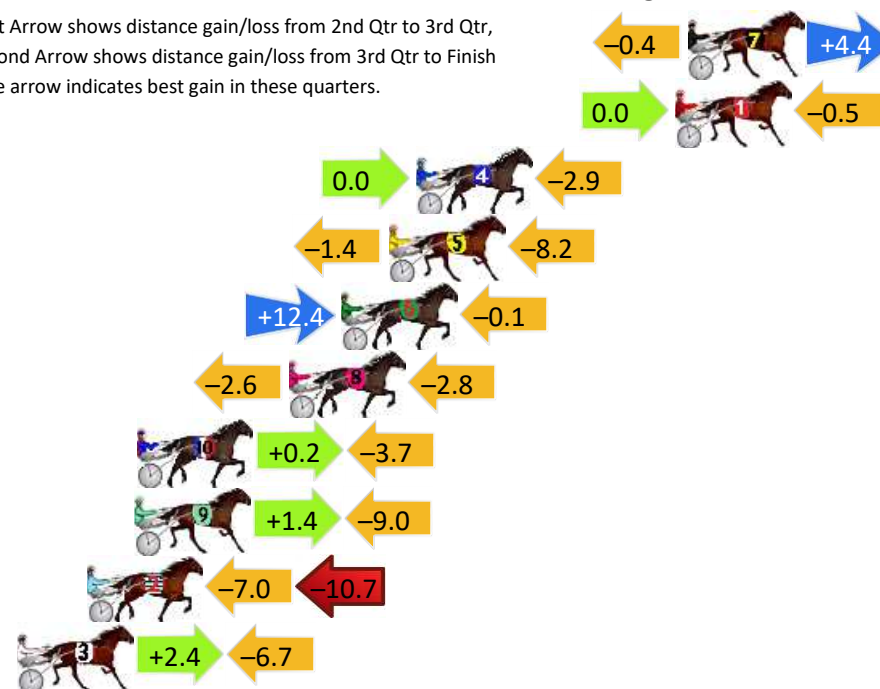 t Arrow shows distance gain/loss from 2nd Qtr to 3rd Qtr,
ond Arrow shows distance gain/loss from 3rd Qtr to Finish
e arrow indicates best gain in these quarters.
–0.4 7 +4.4
0.0 1 –0.5
0.0 4 –2.9
–1.4 5 –8.2
+12.4 6 –0.1
–2.6 8 –2.8
10 +0.2 –3.7
9 +1.4 –9.0
2 –7.0 –10.7
3 +2.4 –6.7